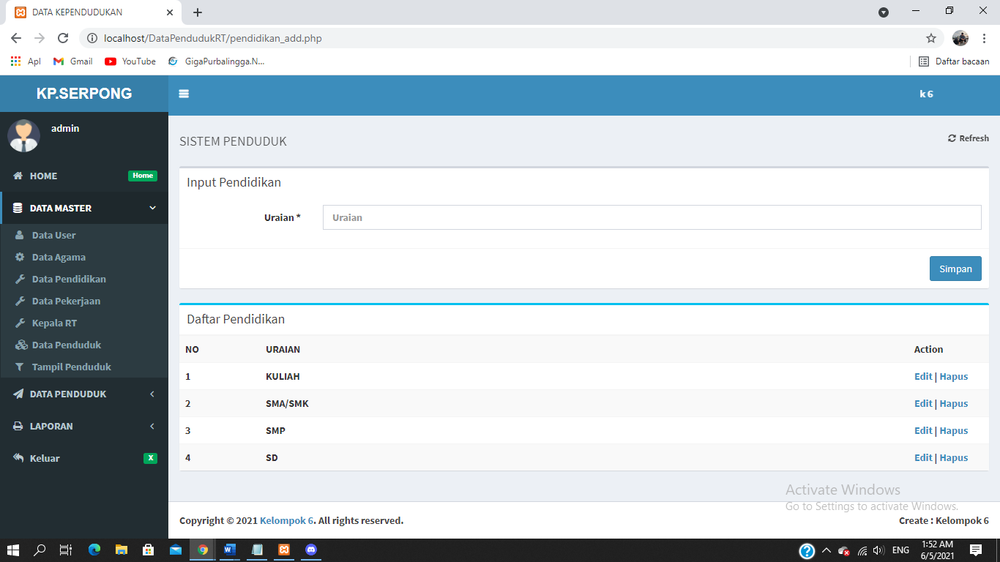 DATA KEPENDUDUKAN
localhost/DataPendudukRT/pendidikan_add.php
Apl Gmail YouTube GigaPurbalingga.N... Daftar bacaan
KP.SERPONG k 6
admin
SISTEM PENDUDUK Refresh
HOME Home
DATA MASTER
Data User
Data Agama
Data Pendidikan
Data Pekerjaan
Kepala RT
Data Penduduk
Tampil Penduduk
DATA PENDUDUK
LAPORAN
Keluar X
Input Pendidikan
Uraian * Uraian
Simpan
Daftar Pendidikan
NO URAIAN Action
1 KULIAH Edit | Hapus
2 SMA/SMK Edit | Hapus
3 SMP Edit | Hapus
4 SD Edit | Hapus
Activate Windows
Go to Settings to activate Windows.
Copyright © 2021 Kelompok 6. All rights reserved. Create : Kelompok 6
ENG 1:52 AM
6/5/2021